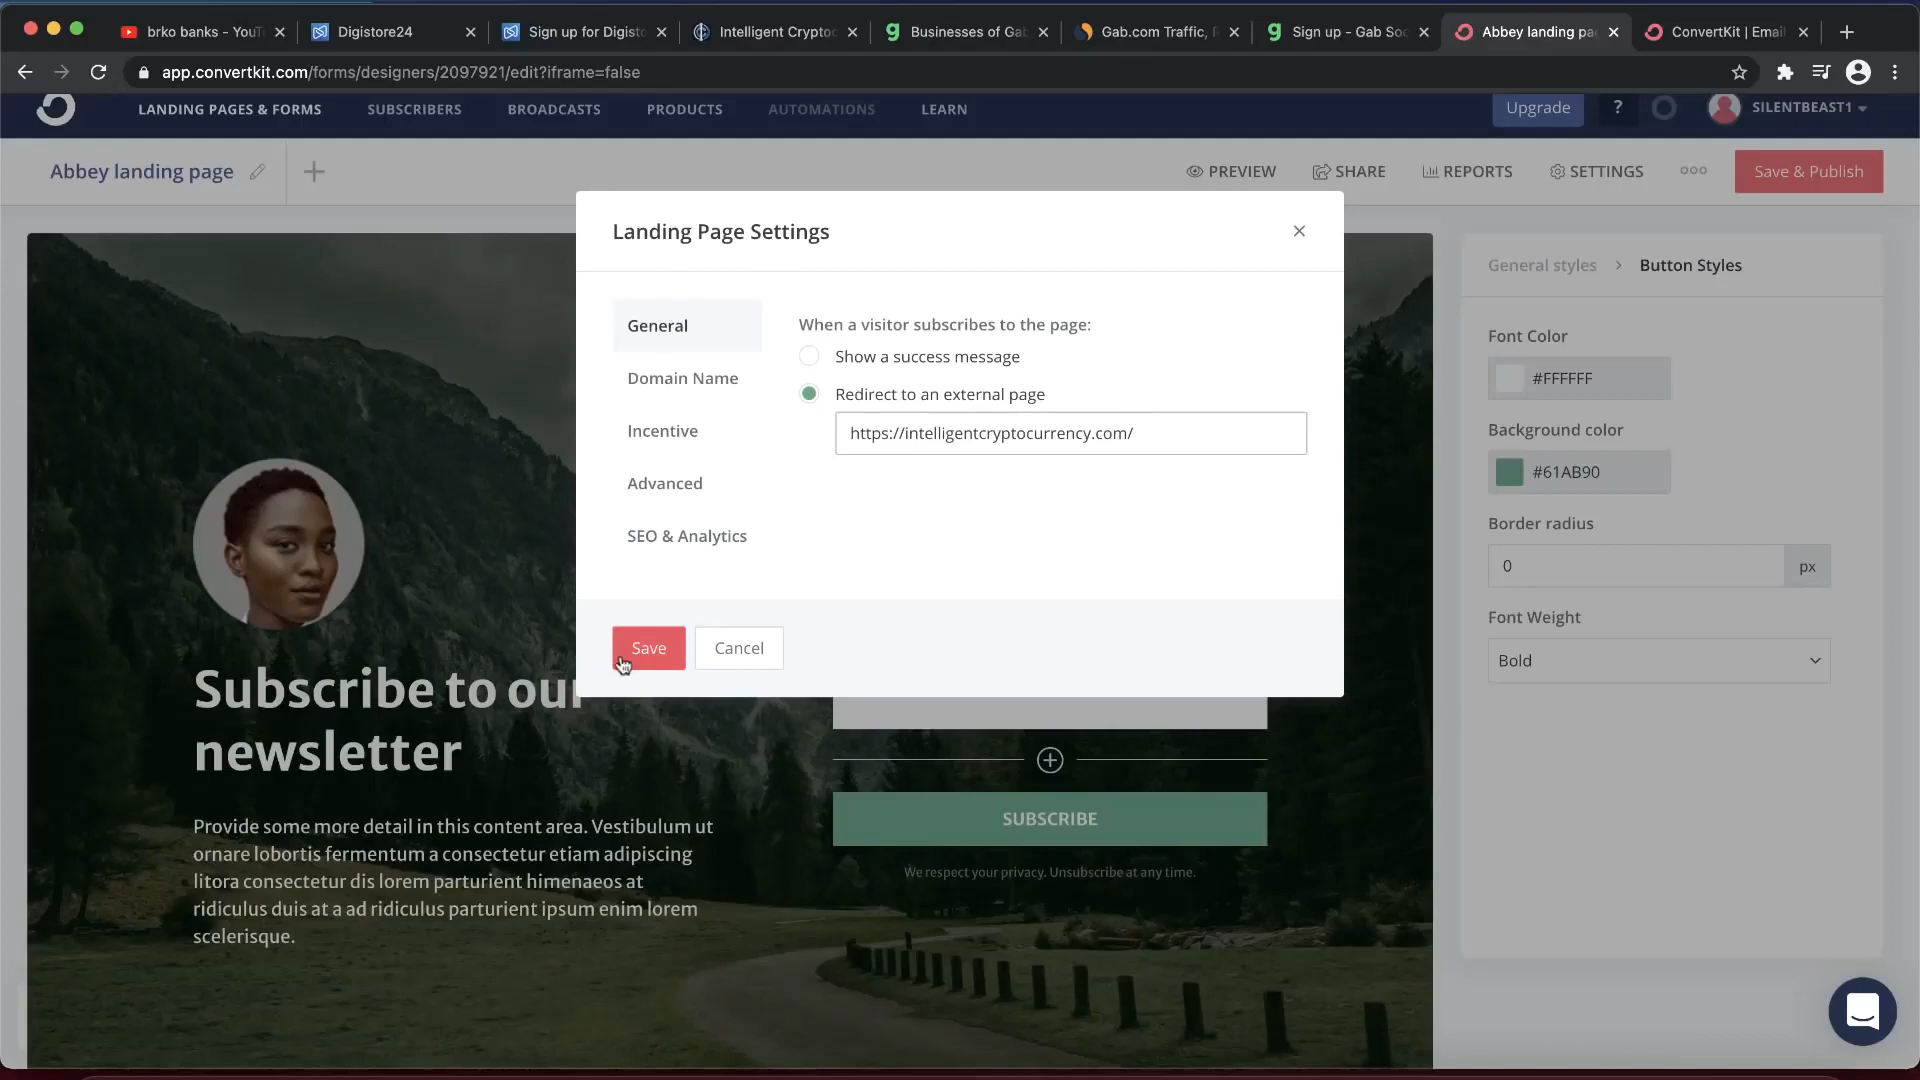 brko banks - YouT
Digistore24
Sign up for Digist
Intelligent Cryptoc
Businesses of Ga
Gab.com Traffic,
Sign up - Gab Soc
Abbey landing pa
ConvertKit | Email
app.convertkit.com/forms/designers/2097921/edit?iframe=false
LANDING PAGES & FORMS
SUBSCRIBERS
BROADCASTS
PRODUCTS
AUTOMATIONS
LEARN
Upgrade
?
SILENTBEAST1
Abbey landing page
PREVIEW
SHARE
REPORTS
SETTINGS
Save & Publish
Landing Page Settings
General
Domain Name
Incentive
Advanced
SEO & Analytics
When a visitor subscribes to the page:
Show a success message
Redirect to an external page
https://intelligentcryptocurrency.com/
Save
Cancel
General styles > Button Styles
Font Color
#FFFFFF
Background color
#61AB90
Border radius
0 px
Font Weight
Bold
Subscribe to our
newsletter
Provide some more detail in this content area. Vestibulum ut
ornare lobortis fermentum a consectetur etiam adipiscing
litora consectetur dis lorem parturient himenaeos at
ridiculus duis at a ad ridiculus parturient ipsum enim lorem
scelerisque.
SUBSCRIBE
We respect your privacy. Unsubscribe at any time.